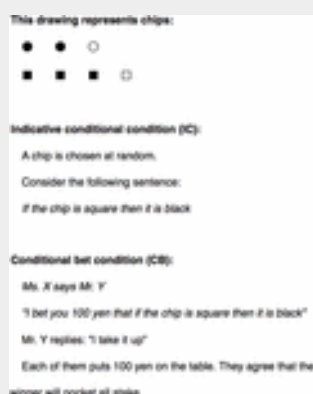 This drawing represents chips:
Indicative conditional condition (IC):
A chip is chosen at random.
Consider the following sentence:
If the chip is square then it is black
Conditional bet condition (CB):
Ms. X says Mr. Y
"I bet you 100 yen that if the chip is square then it is black"
Mr. Y replies: "I take it up"
Each of them puts 100 yen on the table. They agree that the
winner will pocket all stake.